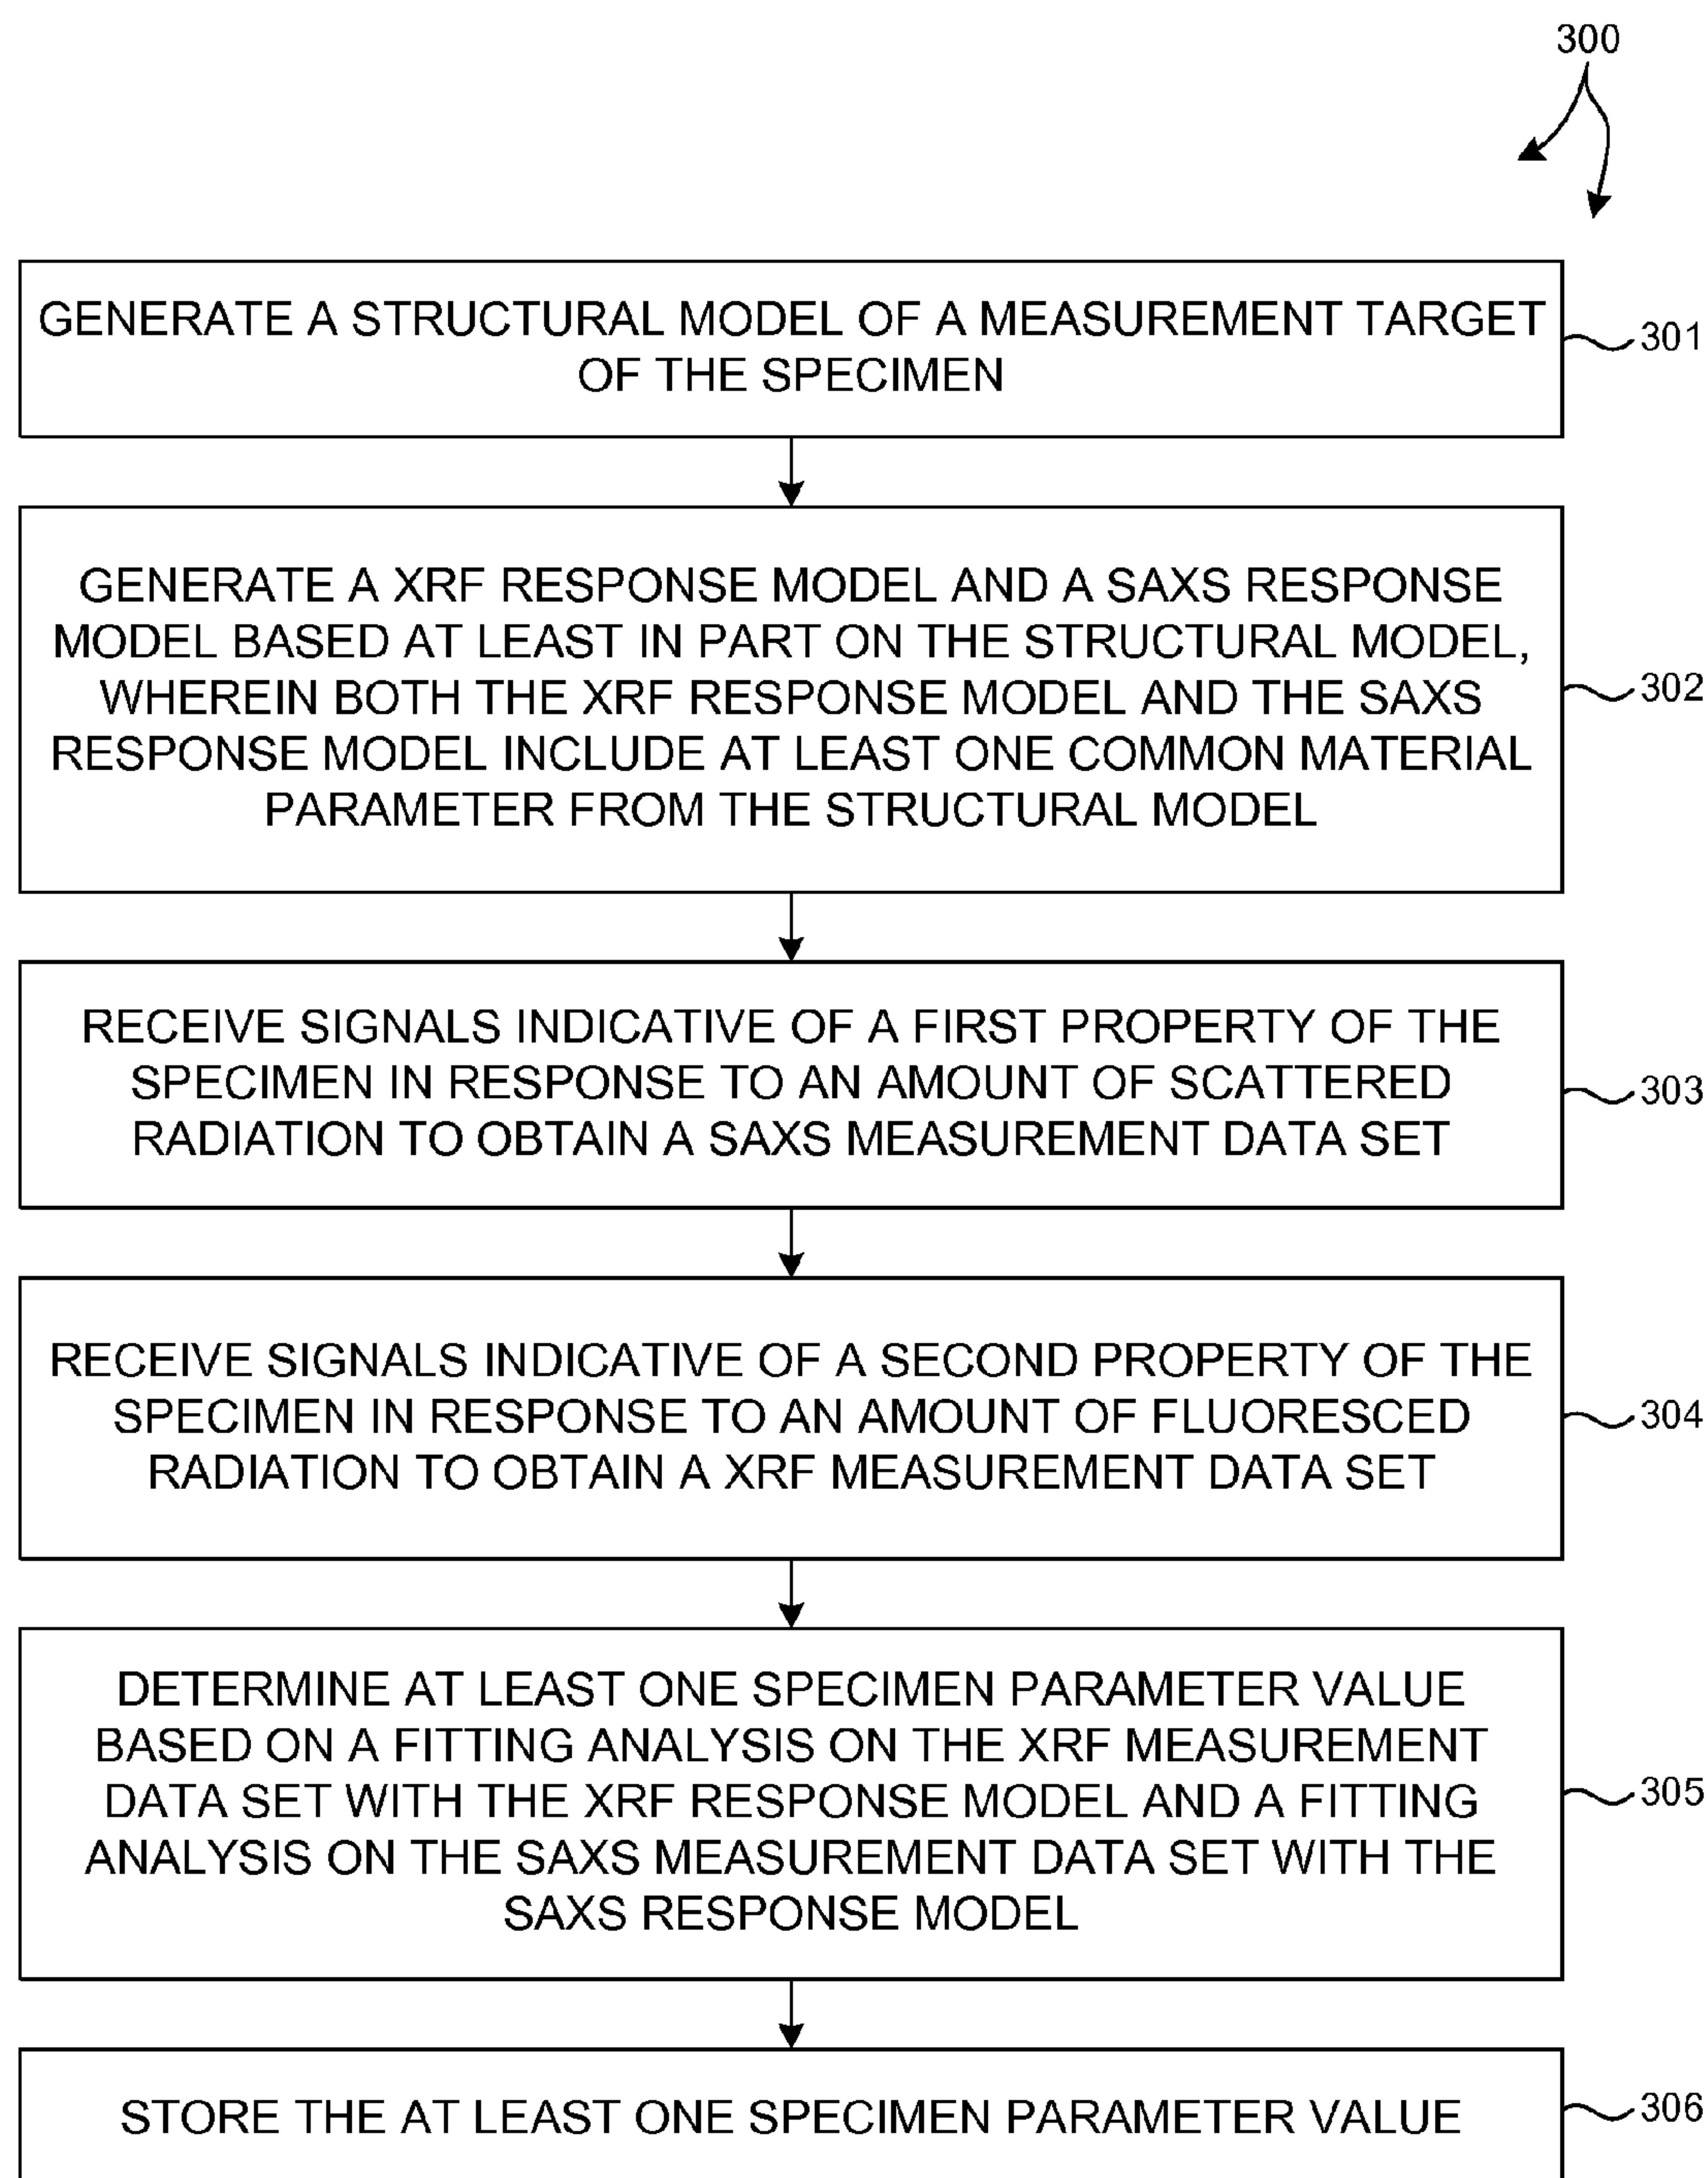 300
GENERATE A STRUCTURAL MODEL OF A MEASUREMENT TARGET
OF THE SPECIMEN
301
GENERATE A XRF RESPONSE MODEL AND A SAXS RESPONSE
MODEL BASED AT LEAST IN PART ON THE STRUCTURAL MODEL,
WHEREIN BOTH THE XRF RESPONSE MODEL AND THE SAXS
RESPONSE MODEL INCLUDE AT LEAST ONE COMMON MATERIAL
PARAMETER FROM THE STRUCTURAL MODEL
302
RECEIVE SIGNALS INDICATIVE OF A FIRST PROPERTY OF THE
SPECIMEN IN RESPONSE TO AN AMOUNT OF SCATTERED
RADIATION TO OBTAIN A SAXS MEASUREMENT DATA SET
303
RECEIVE SIGNALS INDICATIVE OF A SECOND PROPERTY OF THE
SPECIMEN IN RESPONSE TO AN AMOUNT OF FLUORESCED
RADIATION TO OBTAIN A XRF MEASUREMENT DATA SET
304
DETERMINE AT LEAST ONE SPECIMEN PARAMETER VALUE
BASED ON A FITTING ANALYSIS ON THE XRF MEASUREMENT
DATA SET WITH THE XRF RESPONSE MODEL AND A FITTING
ANALYSIS ON THE SAXS MEASUREMENT DATA SET WITH THE
SAXS RESPONSE MODEL
305
STORE THE AT LEAST ONE SPECIMEN PARAMETER VALUE
306